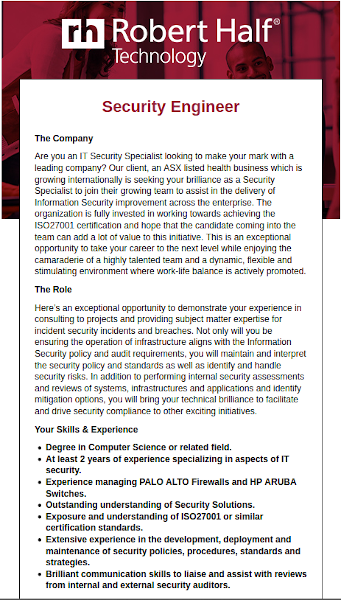 rh Robert Half®
Technology
Security Engineer
The Company
Are you an IT Security Specialist looking to make your mark with a
leading company? Our client, an ASX listed health business which is
growing internationally is seeking your brilliance as a Security
Specialist to join their growing team to assist in the delivery of
Information Security improvement across the enterprise. The
organization is fully invested in working towards achieving the
ISO27001 certification and hope that the candidate coming into the
team can add a lot of value to this initiative. This is an exceptional
opportunity to take your career to the next level while enjoying the
camaraderie of a highly talented team and a dynamic, flexible and
stimulating environment where work-life balance is actively promoted.
The Role
Here's an exceptional opportunity to demonstrate your experience in
consulting to projects and providing subject matter expertise for
incident security incidents and breaches. Not only will you be
ensuring the operation of infrastructure aligns with the Information
Security policy and audit requirements, you will maintain and interpret
the security policy and standards as well as identify and handle
security risks. In addition to performing internal security assessments
and reviews of systems, infrastructures and applications and identify
mitigation options, you will bring your technical brilliance to facilitate
and drive security compliance to other exciting initiatives.
Your Skills & Experience
• Degree in Computer Science or related field.
• At least 2 years of experience specializing in aspects of IT
security.
• Experience managing PALO ALTO Firewalls and HP ARUBA
Switches.
• Outstanding understanding of Security Solutions.
• Exposure and understanding of ISO27001 or similar
certification standards.
• Extensive experience in the development, deployment and
maintenance of security policies, procedures, standards and
strategies.
• Brilliant communication skills to liaise and assist with reviews
from internal and external security auditors.